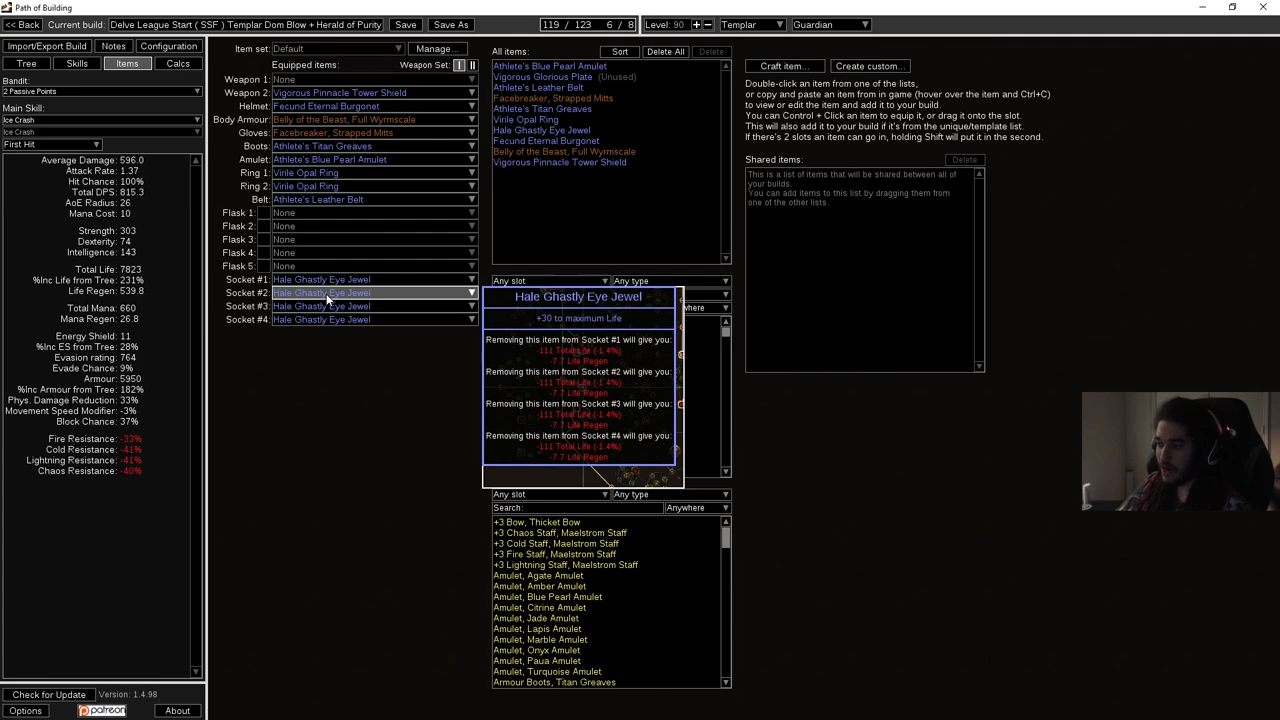 Path of Building
<< Back
Current build: Delve League Start ( SSF ) Templar Dom Blow + Herald of Purity
Save
Save As
119 / 123 6 / 8
Level: 90
+
−
Templar
Guardian
Import/Export Build
Notes
Configuration
Tree
Skills
Items
Calcs
Bandit:
2 Passive Points
Main Skill:
Ice Crash
Ice Crash
First Hit
Average Damage: 596.0
Attack Rate: 1.37
Hit Chance: 100%
Total DPS: 815.3
AoE Radius: 26
Mana Cost: 10
Strength: 303
Dexterity: 74
Intelligence: 143
Total Life: 7823
%Inc Life from Tree: 231%
Life Regen: 539.8
Total Mana: 660
Mana Regen: 26.8
Energy Shield: 11
%Inc ES from Tree: 28%
Evasion rating: 764
Evade Chance: 9%
Armour: 5950
%Inc Armour from Tree: 182%
Phys. Damage Reduction: 33%
Movement Speed Modifier: -3%
Block Chance: 37%
Fire Resistance: -33%
Cold Resistance: -41%
Lightning Resistance: -41%
Chaos Resistance: -40%
Check for Update
Version: 1.4.98
Options
patreon
About
Item set: Default
Manage...
Equipped items:
Weapon Set: I II
Weapon 1: None
Weapon 2: Vigorous Pinnacle Tower Shield
Helmet: Fecund Eternal Burgonet
Body Armour: Belly of the Beast, Full Wyrmscale
Gloves: Facebreaker, Strapped Mitts
Boots: Athlete's Titan Greaves
Amulet: Athlete's Blue Pearl Amulet
Ring 1: Virile Opal Ring
Ring 2: Virile Opal Ring
Belt: Athlete's Leather Belt
Flask 1: None
Flask 2: None
Flask 3: None
Flask 4: None
Flask 5: None
Socket #1: Hale Ghastly Eye Jewel
Socket #2: Hale Ghastly Eye Jewel
Socket #3: Hale Ghastly Eye Jewel
Socket #4: Hale Ghastly Eye Jewel
All items:
Sort
Delete All
Delete
Athlete's Blue Pearl Amulet
Vigorous Glorious Plate (Unused)
Athlete's Leather Belt
Facebreaker, Strapped Mitts
Athlete's Titan Greaves
Virile Opal Ring
Hale Ghastly Eye Jewel
Fecund Eternal Burgonet
Belly of the Beast, Full Wyrmscale
Vigorous Pinnacle Tower Shield
Any slot
Any type
Hale Ghastly Eye Jewel
+30 to maximum Life
Removing this item from Socket #1 will give you:
-111 Total Life (-1.4%)
-7.7 Life Regen
Removing this item from Socket #2 will give you:
-111 Total Life (-1.4%)
-7.7 Life Regen
Removing this item from Socket #3 will give you:
-111 Total Life (-1.4%)
-7.7 Life Regen
Removing this item from Socket #4 will give you:
-111 Total Life (-1.4%)
-7.7 Life Regen
Any slot
Any type
Search:
Anywhere
+3 Bow, Thicket Bow
+3 Chaos Staff, Maelstrom Staff
+3 Cold Staff, Maelstrom Staff
+3 Fire Staff, Maelstrom Staff
+3 Lightning Staff, Maelstrom Staff
Amulet, Agate Amulet
Amulet, Amber Amulet
Amulet, Blue Pearl Amulet
Amulet, Citrine Amulet
Amulet, Jade Amulet
Amulet, Lapis Amulet
Amulet, Marble Amulet
Amulet, Onyx Amulet
Amulet, Paua Amulet
Amulet, Turquoise Amulet
Armour Boots, Titan Greaves
Craft item...
Create custom...
Double-click an item from one of the lists,
or copy and paste an item from in game (hover over the item and Ctrl+C)
to view or edit the item and add it to your build.
You can Control + Click an item to equip it, or drag it onto the slot.
This will also add it to your build if it's from the unique/template list.
If there's 2 slots an item can go in, holding Shift will put it in the second.
Shared items:
Delete
This is a list of items that will be shared between all of
your builds.
You can add items to this list by dragging them from
one of the other lists.